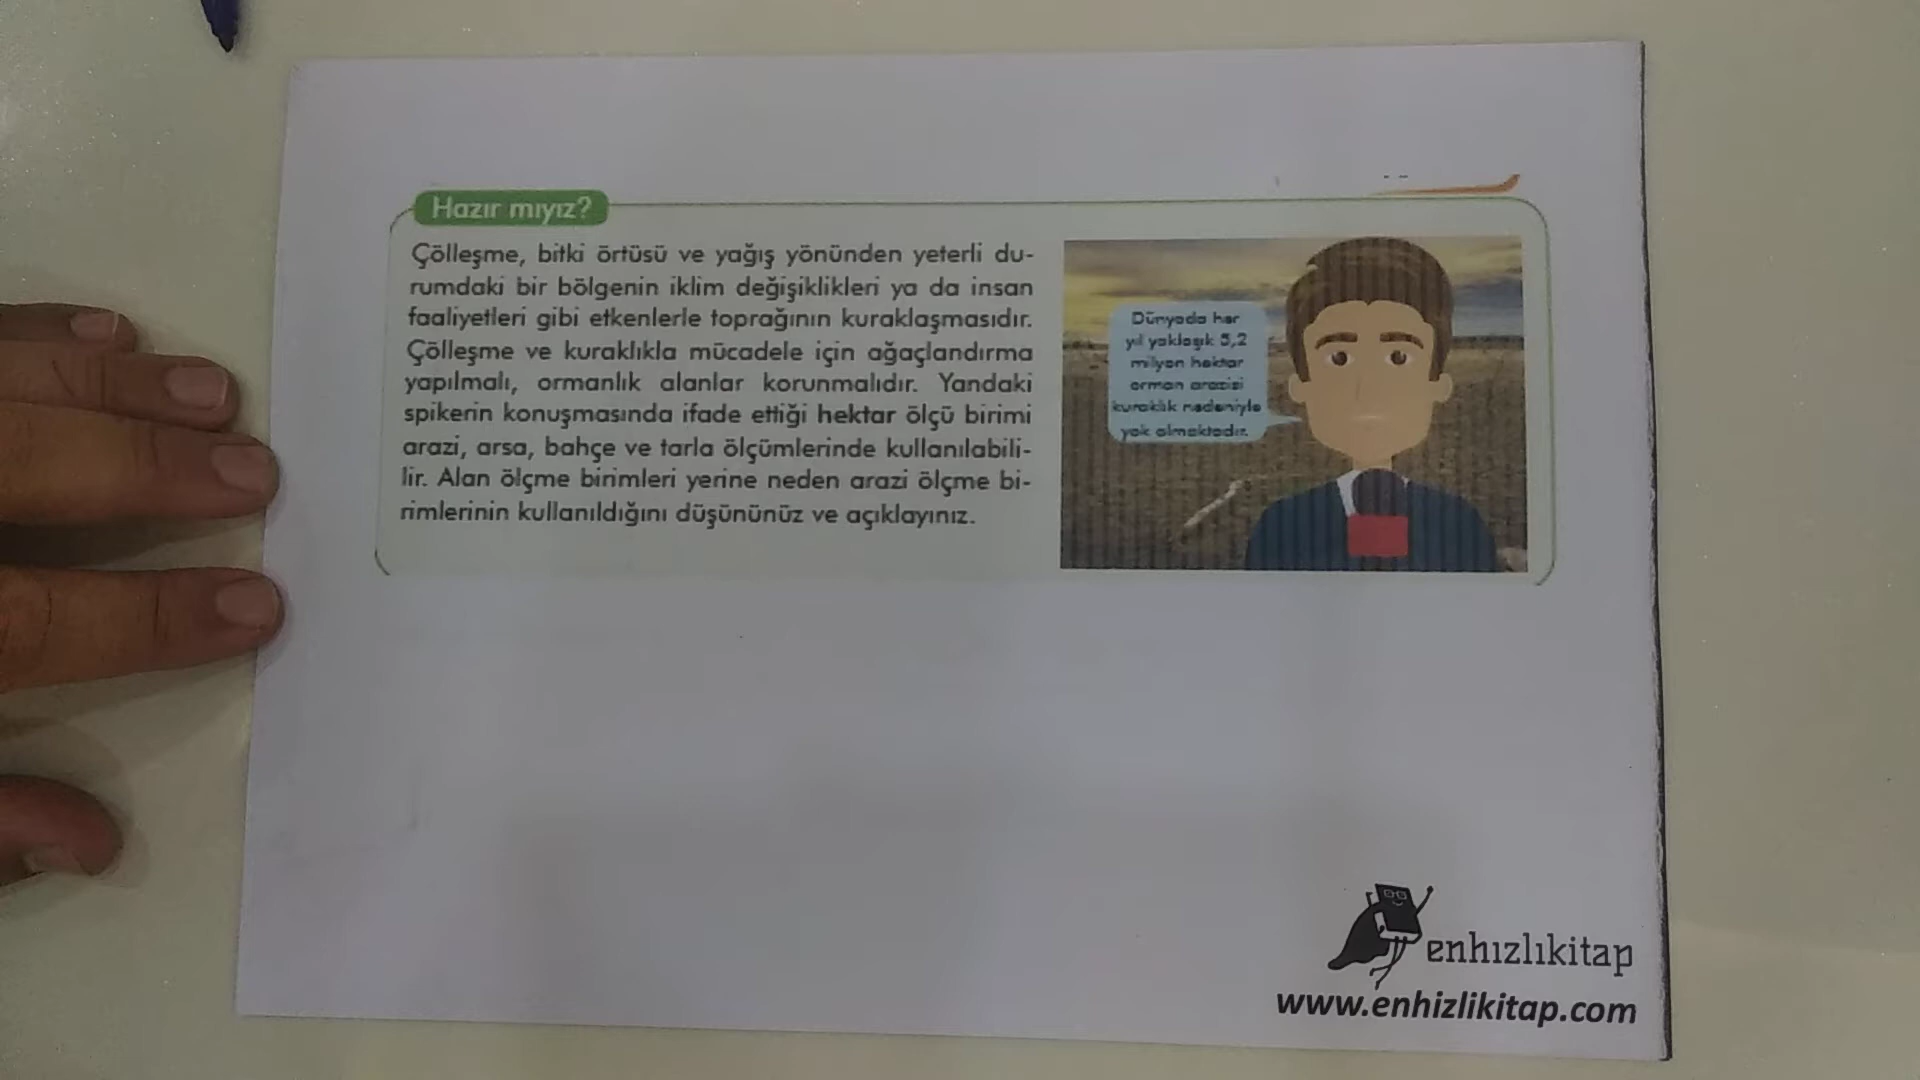 Hazır mıyız?
Çölleşme, bitki örtüsü ve yağış yönünden yeterli du-
rumdaki bir bölgenin iklim değişiklikleri ya da insan
faaliyetleri gibi etkenlerle toprağının kuraklaşmasıdır.
Çölleşme ve kuraklıkla mücadele için ağaçlandırma
yapılmalı, ormanlık alanlar korunmalıdır. Yandaki
spikerin konuşmasında ifade ettiği hektar ölçü birimi
arazi, arsa, bahçe ve tarla ölçümlerinde kullanılabili-
lir. Alan ölçme birimleri yerine neden arazi ölçme bi-
rimlerinin kullanıldığını düşününüz ve açıklayınız.
Dünyada her
yıl yaklaşık 5,2
milyon hektar
orman arazisi
kuraklık nedeniyle
yok olmaktadır.
enhızlıkitap
www.enhizlikitap.com